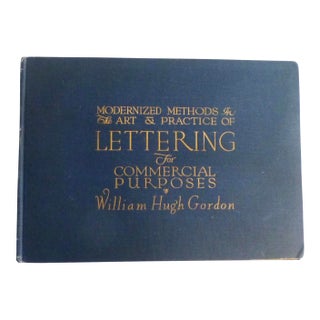 MODERNIZED METHODS In
The ART & PRACTICE OF
LETTERING
for
COMMERCIAL
PURPOSES
William Hugh Gordon